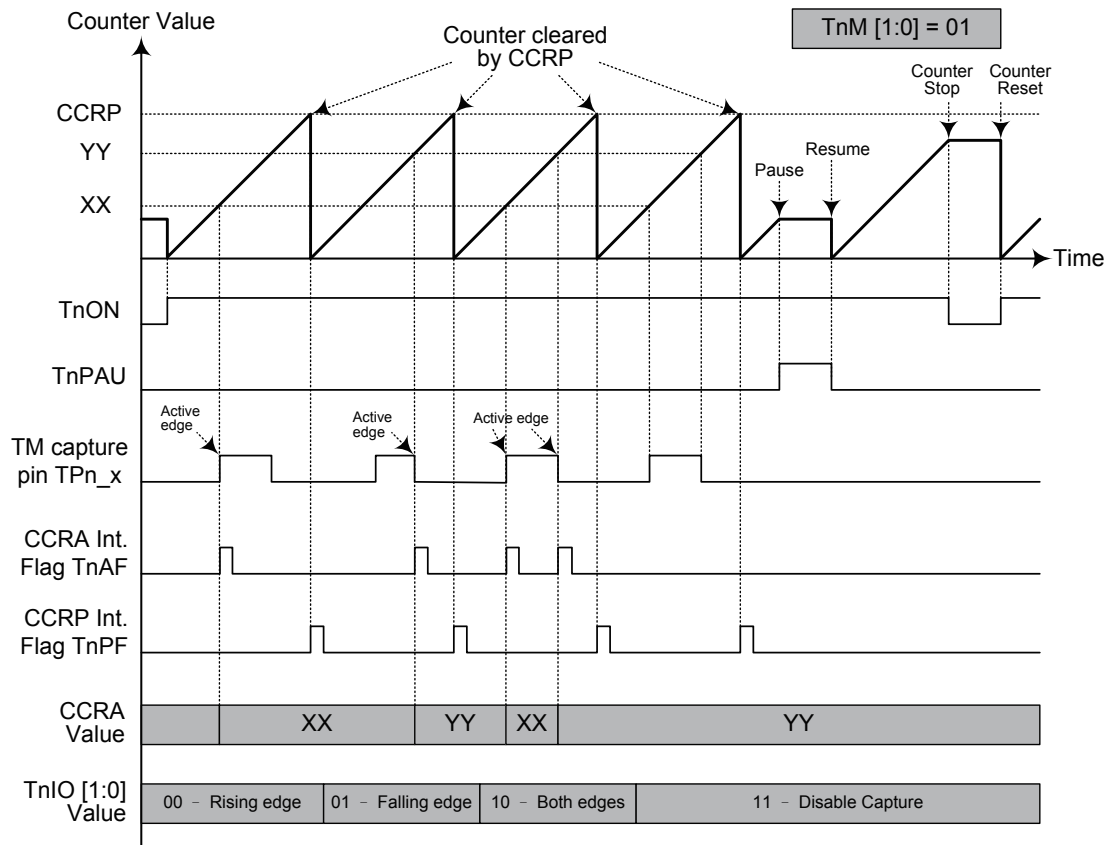 Counter Value
TnM [1:0] = 01
Counter cleared
by CCRP
Counter
Stop
Counter
Reset
CCRP
YY
Pause
Resume
XX
Time
TnON
TnPAU
Active
edge
Active
edge
Active edge
TM capture
pin TPn_x
CCRA Int.
Flag TnAF
CCRP Int.
Flag TnPF
CCRA
Value
XX
YY
XX
YY
TnIO [1:0]
Value
00 – Rising edge
01 – Falling edge
10 – Both edges
11 – Disable Capture